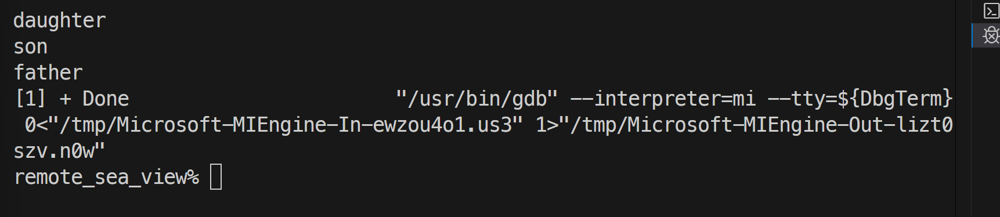 daughter
son
father
[1] + Done                       "/usr/bin/gdb" --interpreter=mi --tty=${DbgTerm}
 0<"/tmp/Microsoft-MIEngine-In-ewzou4o1.us3" 1>"/tmp/Microsoft-MIEngine-Out-lizt0
szv.n0w"
remote_sea_view%